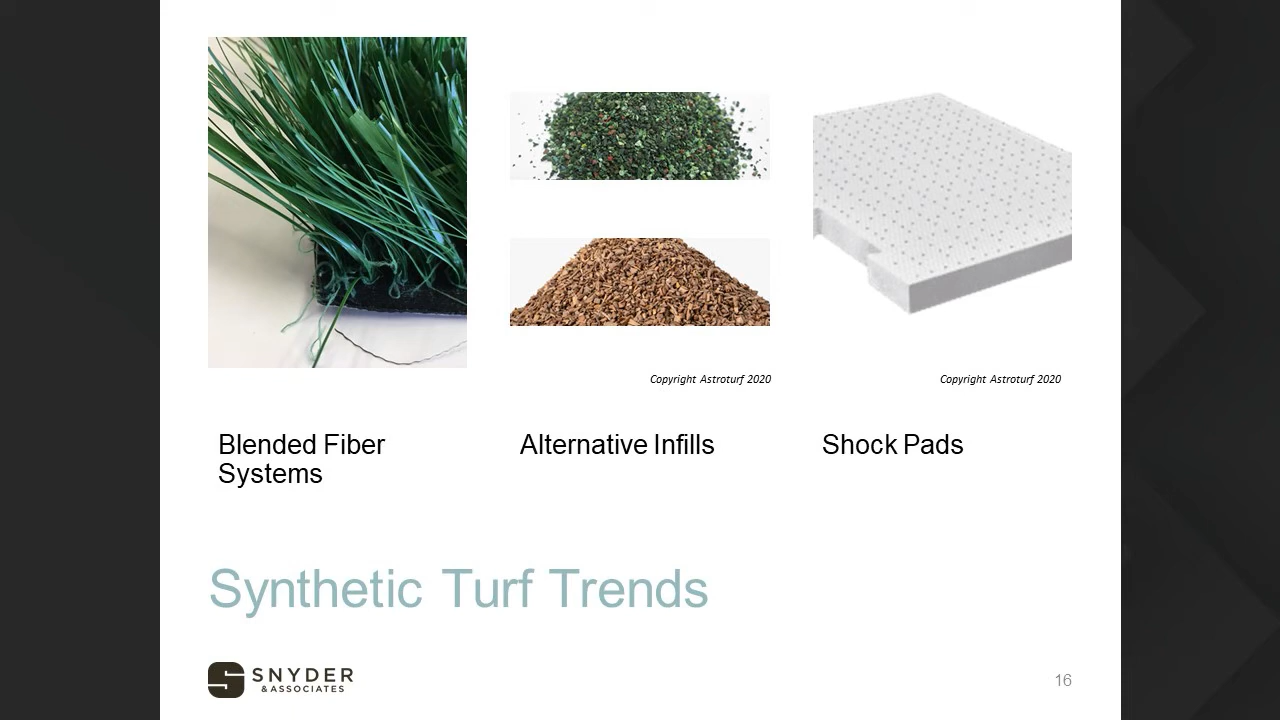 Copyright Astroturf 2020
Copyright Astroturf 2020
Blended Fiber
Systems
Alternative Infills
Shock Pads
Synthetic Turf Trends
SNYDER
& ASSOCIATES
16